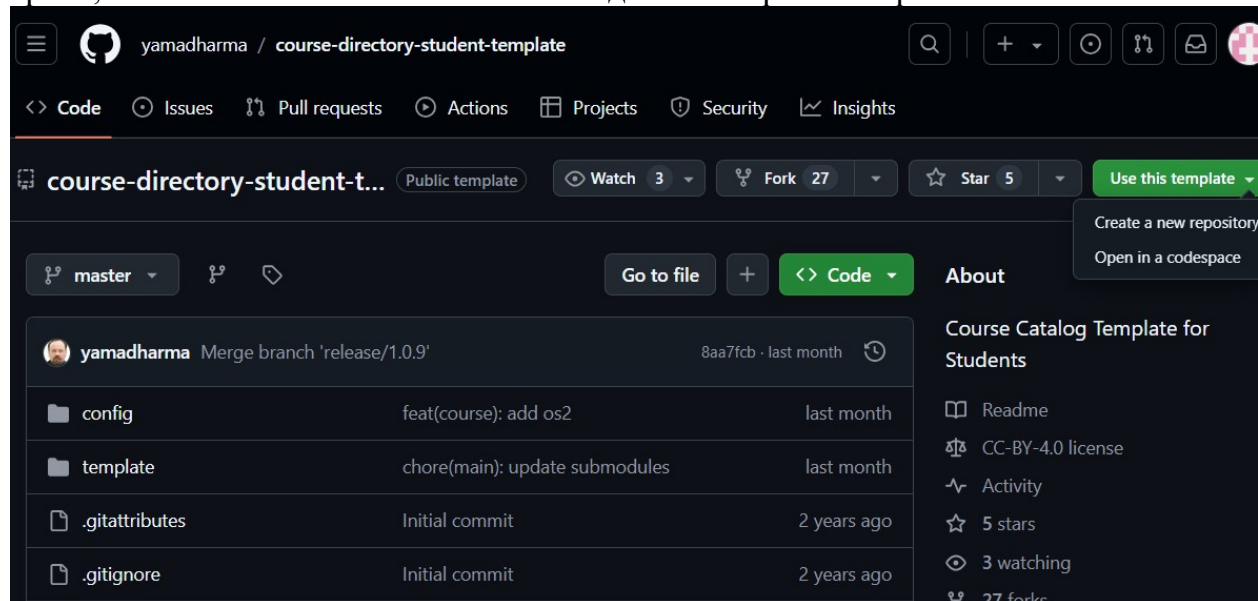 yamadharma / course-directory-student-template
Code Issues Pull requests Actions Projects Security Insights
course-directory-student-t... Public template Watch 3 Fork 27 Star 5 Use this template
Create a new repository
Open in a codespace
master Go to file Code
About
Course Catalog Template for
Students
yamadharma Merge branch 'release/1.0.9' 8aa7fcb · last month
config feat(course): add os2 last month
template chore(main): update submodules last month
.gitattributes Initial commit 2 years ago
.gitignore Initial commit 2 years ago
Readme
CC-BY-4.0 license
Activity
5 stars
3 watching
27 forks